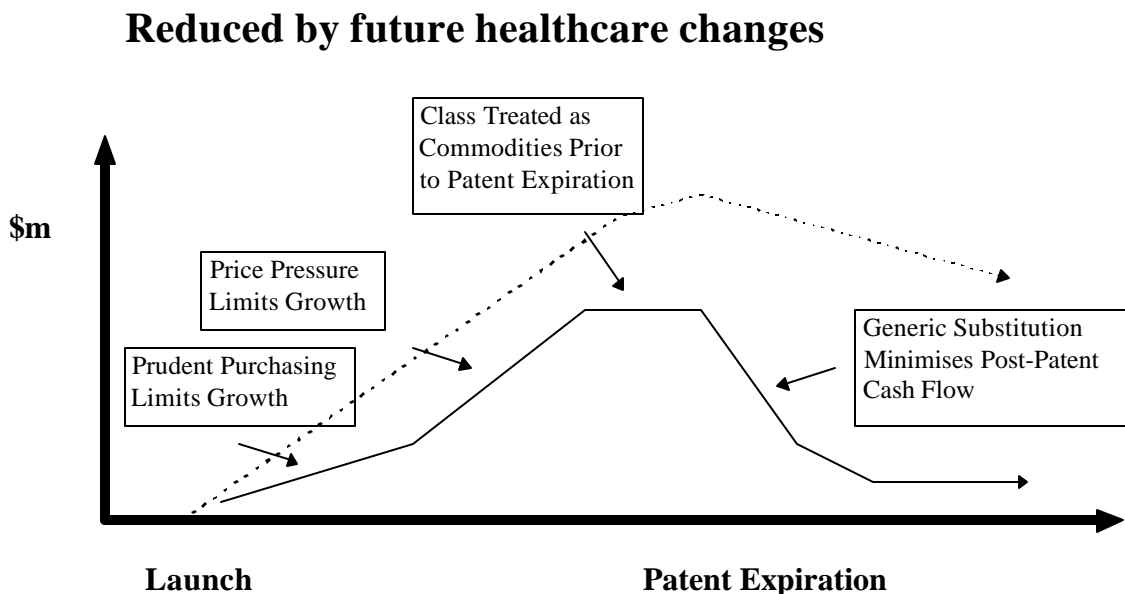 Reduced by future healthcare changes
Class Treated as
Commodities Prior
to Patent Expiration
$m
Price Pressure
Limits Growth
Prudent Purchasing
Limits Growth
Generic Substitution
Minimises Post-Patent
Cash Flow
Launch
Patent Expiration